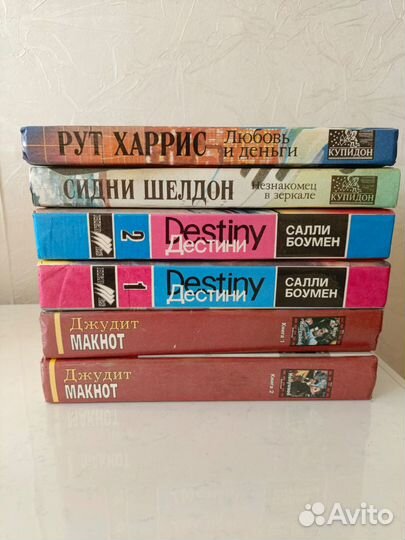 РУТ ХАРРИС
Любовь
и деньги
КУПИДОН
СИДНИ ШЕЛДОН
Незнакомец
в зеркале
КУПИДОН
2
Destiny
Дестини
САЛЛИ
БОУМЕН
1
Destiny
Дестини
САЛЛИ
БОУМЕН
Джудит
МАКНОТ
Книга 1
Джудит
МАКНОТ
Книга 2
Avito